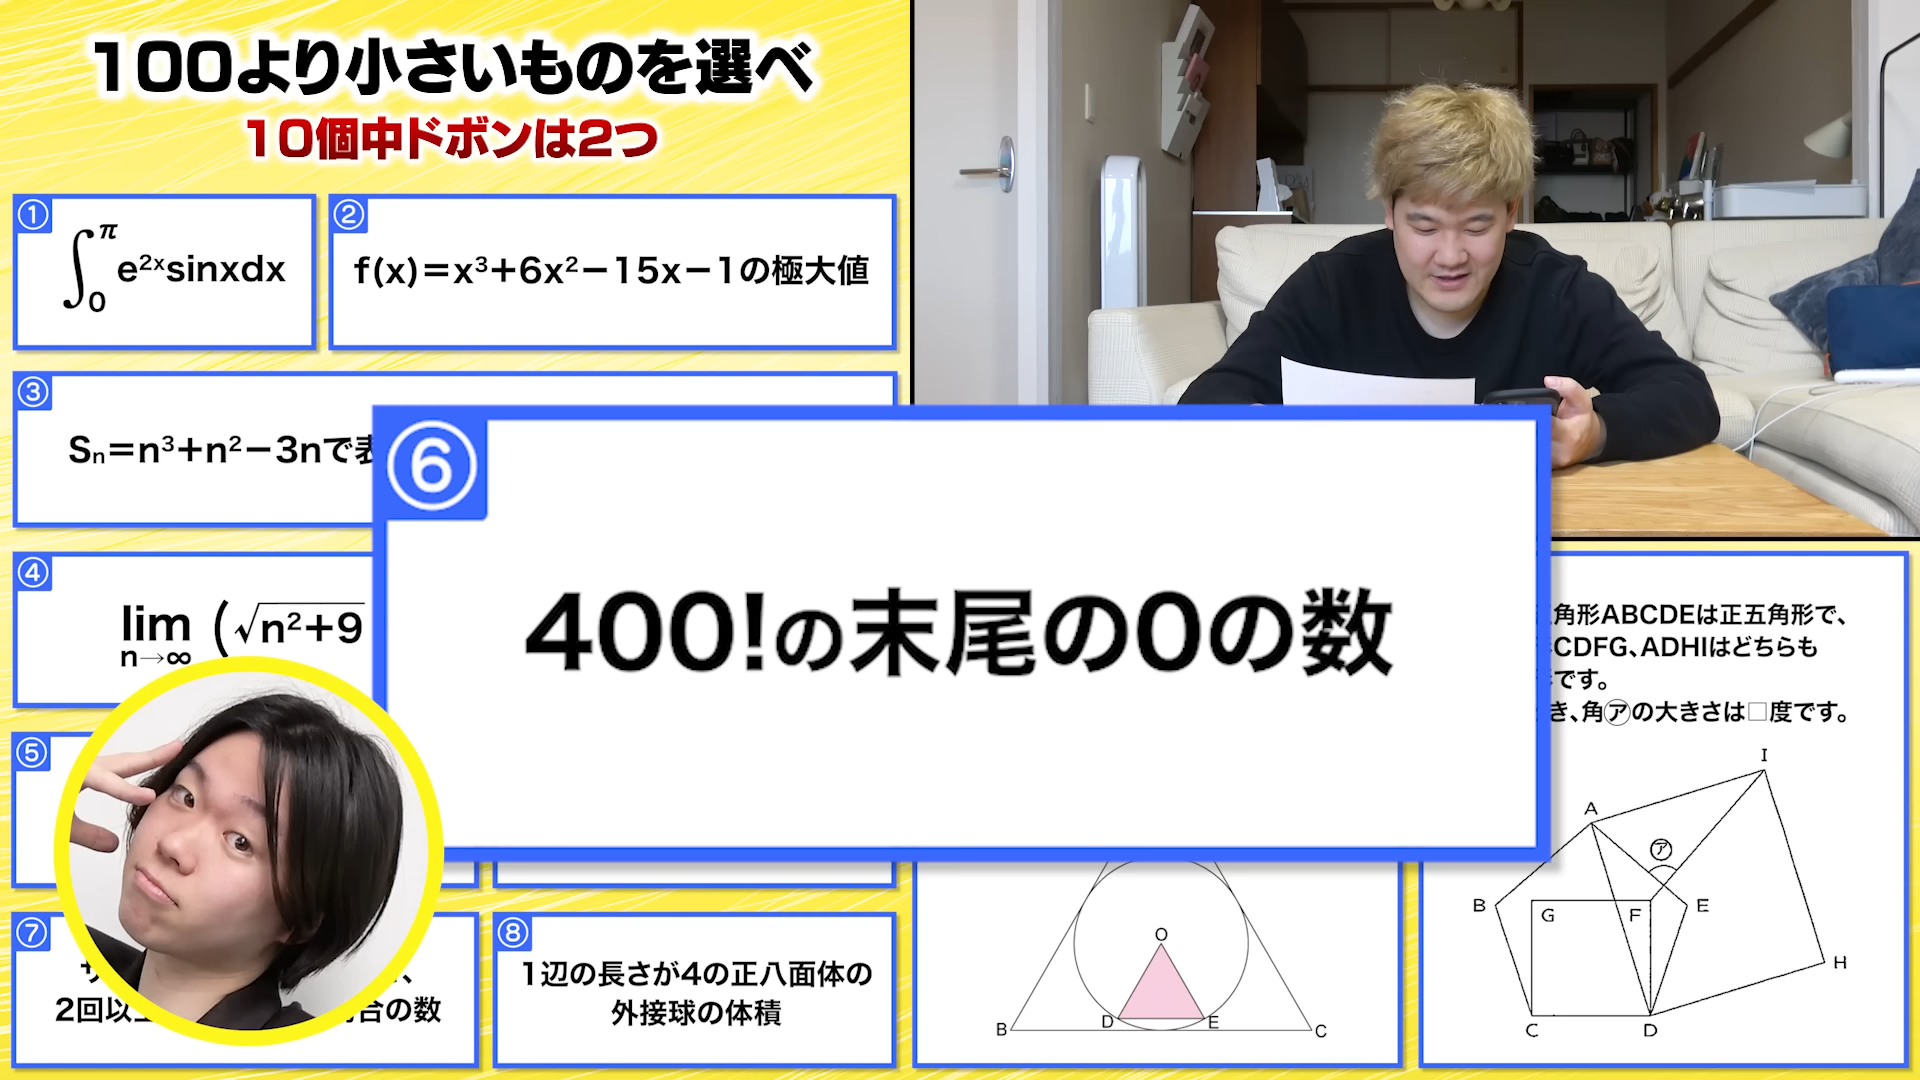 100より小さいものを選べ
10個中ドボンは2つ
①
∫₀^π e²ˣsinxdx
②
f(x)=x³+6x²−15x−1の極大値
③
Sₙ=n³+n²−3nで
④
lim (√n²+9
n→∞
⑤
⑥
400!の末尾の0の数
⑦
2回以
の数
⑧
1辺の長さが4の正八面体の
外接球の体積
O
D
E
B
C
角形ABCDEは正五角形で、
CDFG、ADHIはどちらも
です。
き、角㋐の大きさは□度です。
I
A
㋐
B
G
F
E
H
C
D